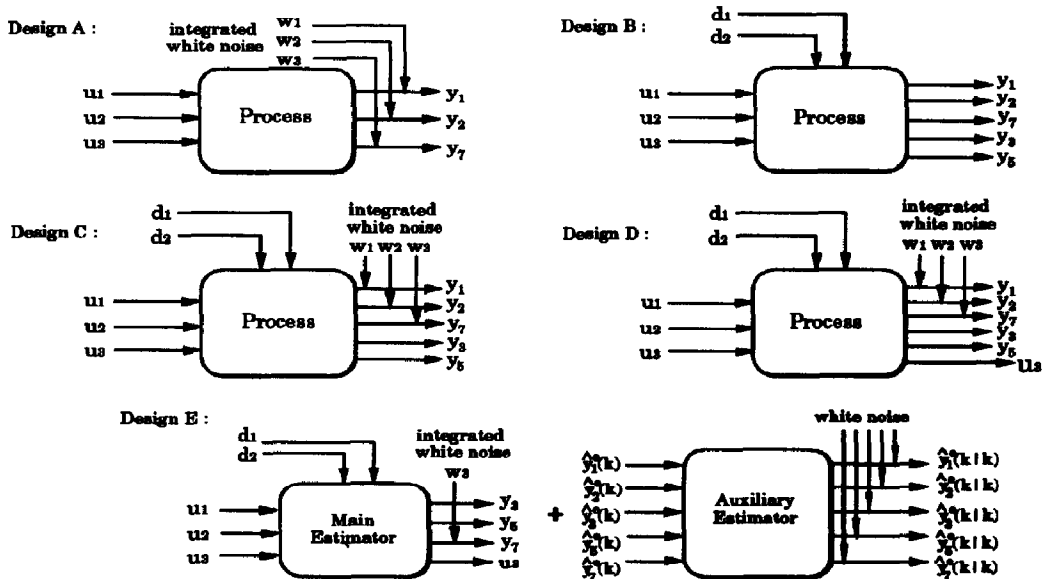 Design A :
integrated
white noise
w1
w2
w3
u1
u2
u3
Process
y1
y2
y7
Design B :
d1
d2
u1
u2
u3
Process
y1
y2
y7
y3
y5
Design C :
d1
d2
integrated
white noise
w1 w2 w3
u1
u2
u3
Process
y1
y2
y7
y3
y5
Design D :
d1
d2
integrated
white noise
w1 w2 w3
u1
u2
u3
Process
y1
y2
y7
y3
y5
u3
Design E :
d1
d2
integrated
white noise
w3
u1
u2
u3
Main
Estimator
y3
y5
y7
u3
+
white noise
Auxiliary
Estimator